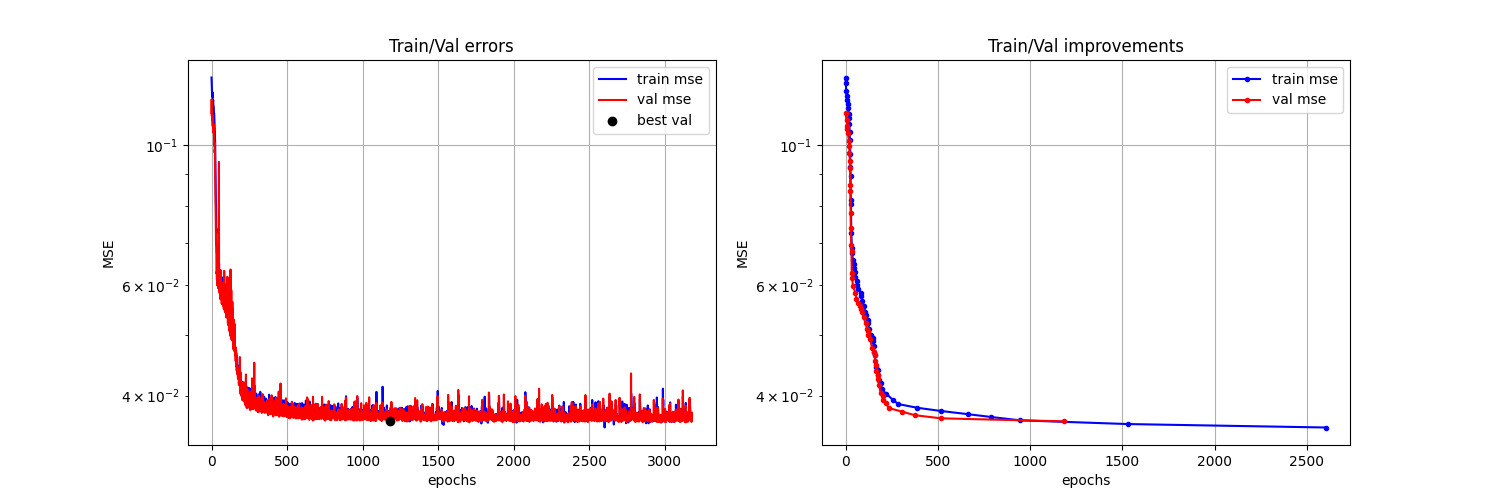 Train/Val errors
train mse
val mse
best val
10⁻¹
6 × 10⁻²
4 × 10⁻²
MSE
0 500 1000 1500 2000 2500 3000
epochs
Train/Val improvements
train mse
val mse
10⁻¹
6 × 10⁻²
4 × 10⁻²
MSE
0 500 1000 1500 2000 2500
epochs